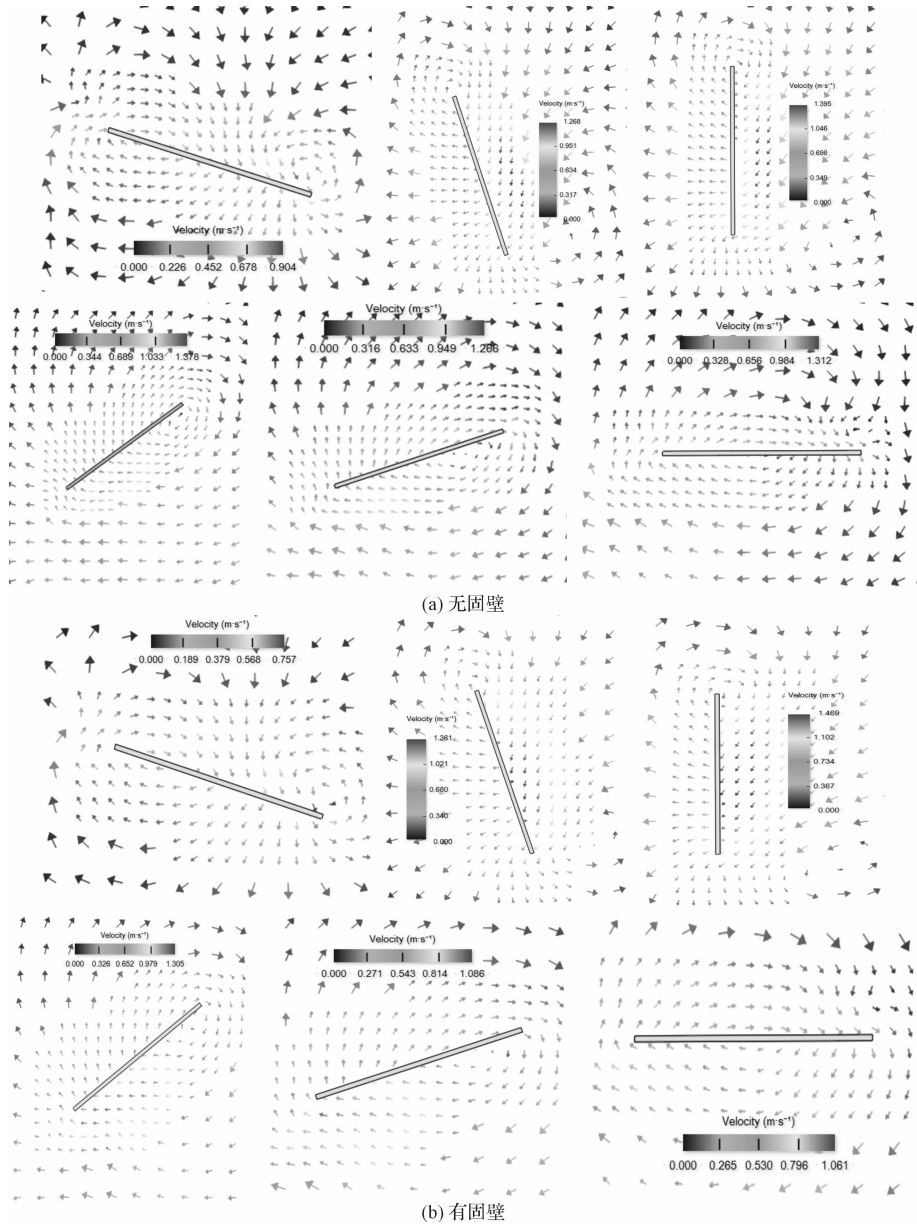 Velocity (m·s⁻¹)
0.000 0.226 0.452 0.678 0.904
Velocity (m·s⁻¹)
1.268
0.951
0.634
0.317
0.000
Velocity (m·s⁻¹)
1.395
1.046
0.698
0.349
0.000
Velocity (m·s⁻¹)
0.000 0.344 0.689 1.033 1.378
Velocity (m·s⁻¹)
0.000 0.316 0.633 0.949 1.266
Velocity (m·s⁻¹)
0.000 0.328 0.656 0.984 1.312
(a) 无固壁
Velocity (m·s⁻¹)
0.000 0.189 0.379 0.568 0.757
Velocity (m·s⁻¹)
1.361
1.021
0.680
0.340
0.000
Velocity (m·s⁻¹)
1.469
1.102
0.734
0.367
0.000
Velocity (m·s⁻¹)
0.000 0.326 0.652 0.979 1.305
Velocity (m·s⁻¹)
0.000 0.271 0.543 0.814 1.086
Velocity (m·s⁻¹)
0.000 0.265 0.530 0.796 1.061
(b) 有固壁